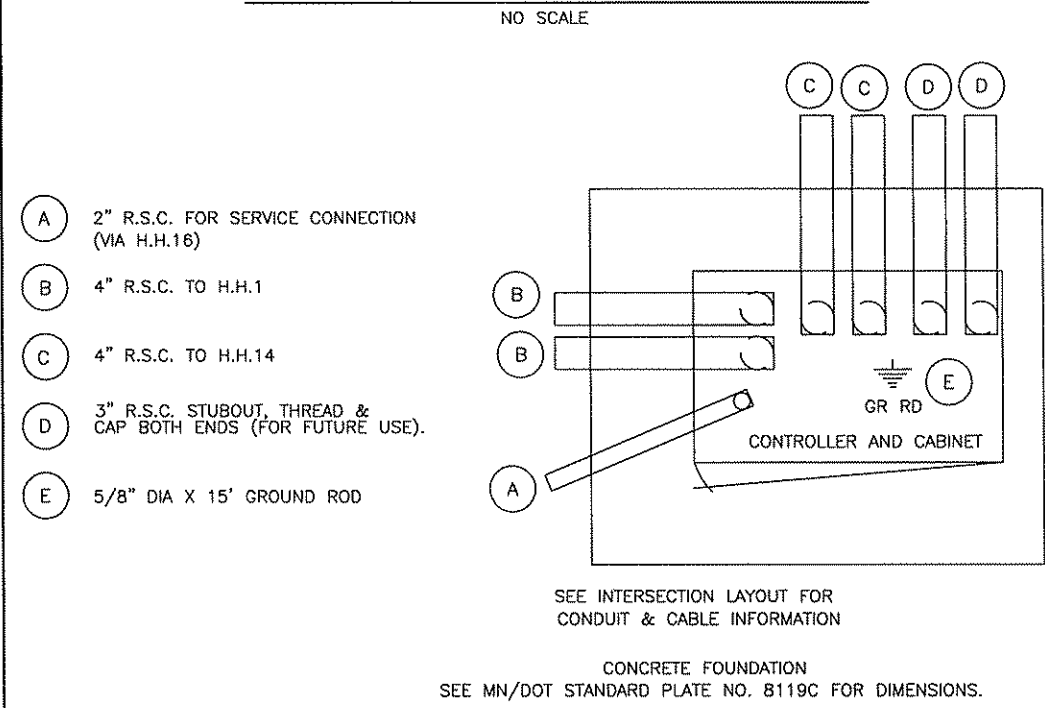 NO SCALE
C C D D
A 2" R.S.C. FOR SERVICE CONNECTION
(VIA H.H.16)
B 4" R.S.C. TO H.H.1
C 4" R.S.C. TO H.H.14
D 3" R.S.C. STUBOUT, THREAD &
CAP BOTH ENDS (FOR FUTURE USE).
E 5/8" DIA X 15' GROUND ROD
B
B
A
E
GR RD
CONTROLLER AND CABINET
SEE INTERSECTION LAYOUT FOR
CONDUIT & CABLE INFORMATION
CONCRETE FOUNDATION
SEE MN/DOT STANDARD PLATE NO. 8119C FOR DIMENSIONS.